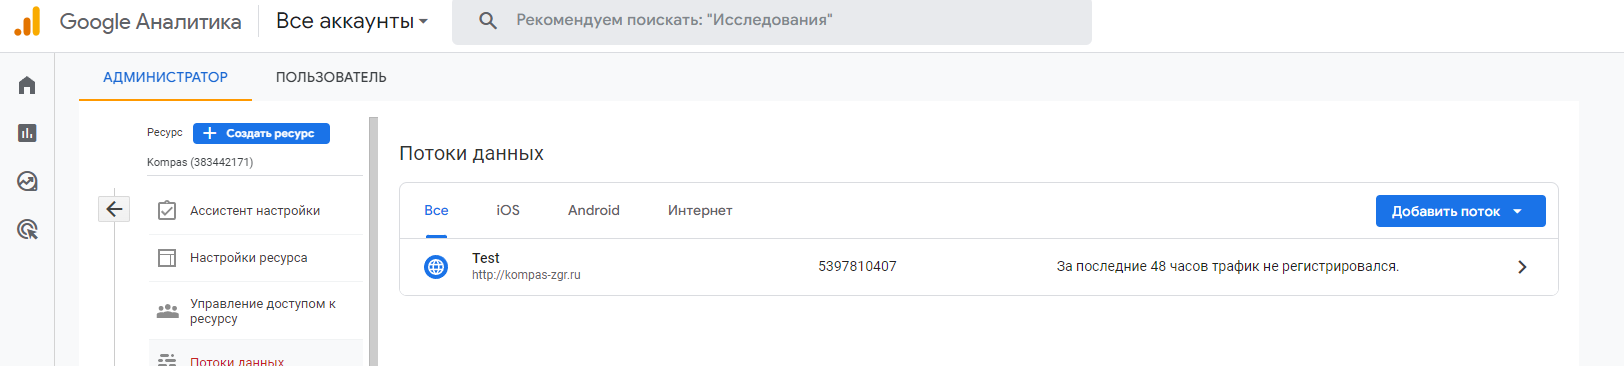 Google Аналитика
Все аккаунты
Рекомендуем поискать: "Исследования"
АДМИНИСТРАТОР
ПОЛЬЗОВАТЕЛЬ
Ресурс
Создать ресурс
Kompas (383442171)
Ассистент настройки
Настройки ресурса
Управление доступом к
ресурсу
Потоки данных
Потоки данных
Все
iOS
Android
Интернет
Добавить поток
Test
http://kompas-zgr.ru
5397810407
За последние 48 часов трафик не регистрировался.